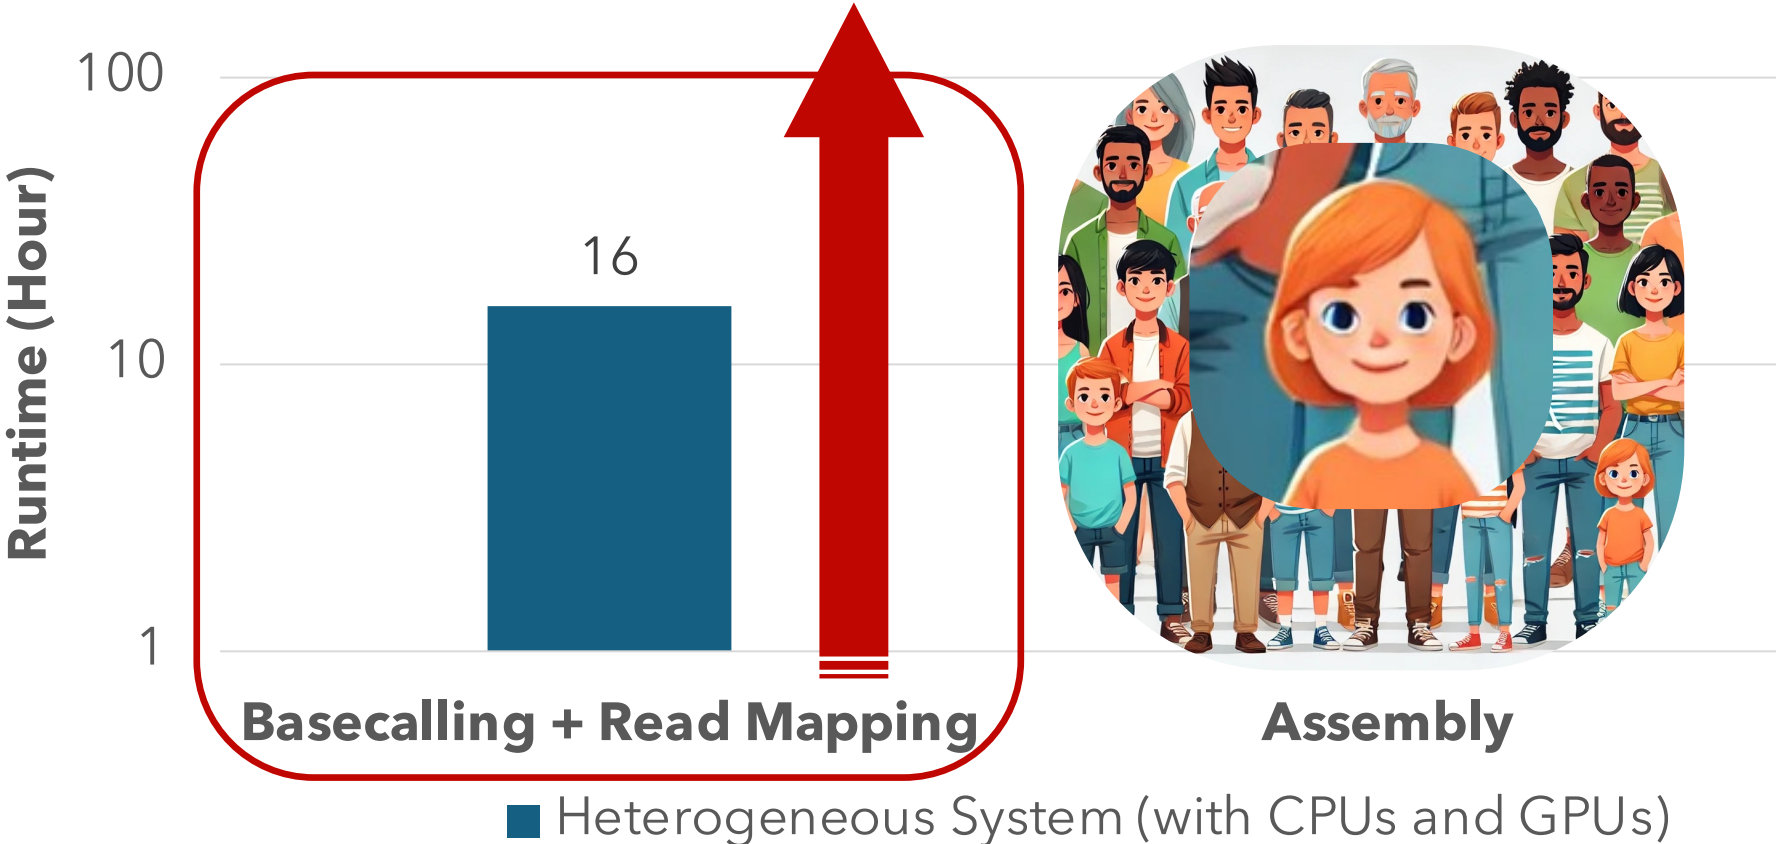 Runtime (Hour)
100
10
1
16
Basecalling + Read Mapping
Assembly
Heterogeneous System (with CPUs and GPUs)